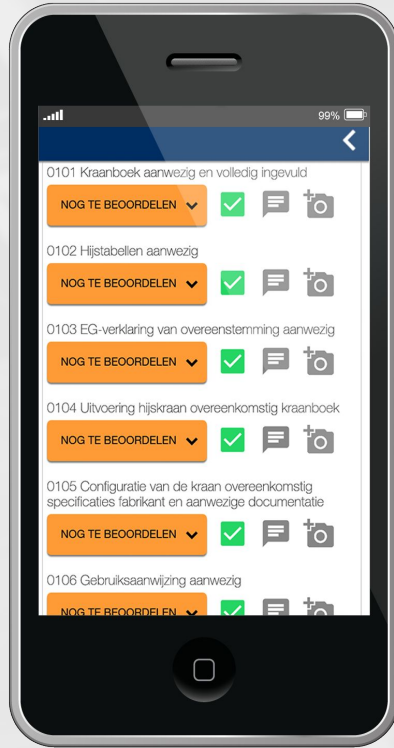 99%
0101 Kraanboek aanwezig en volledig ingevuld
NOG TE BEOORDELEN
0102 Hijstabellen aanwezig
NOG TE BEOORDELEN
0103 EG-verklaring van overeenstemming aanwezig
NOG TE BEOORDELEN
0104 Uitvoering hijskraan overeenkomstig kraanboek
NOG TE BEOORDELEN
0105 Configuratie van de kraan overeenkomstig
specificaties fabrikant en aanwezige documentatie
NOG TE BEOORDELEN
0106 Gebruiksaanwijzing aanwezig
NOG TE BEOORDELEN